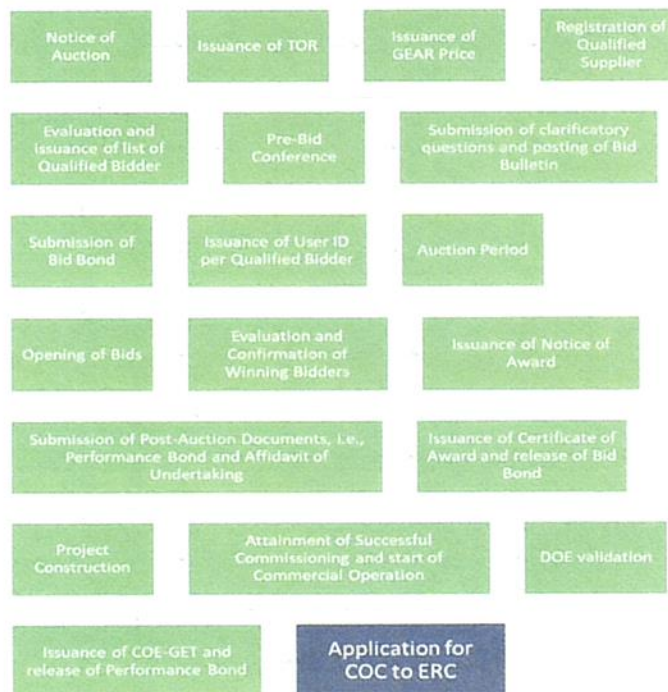 Notice of
Auction
Issuance of TOR
Issuance of
GEAR Price
Registration of
Qualified
Supplier
Evaluation and
issuance of list of
Qualified Bidder
Pre-Bid
Conference
Submission of clarificatory
questions and posting of Bid
Bulletin
Submission of
Bid Bond
Issuance of User ID
per Qualified Bidder
Auction Period
Opening of Bids
Evaluation and
Confirmation of
Winning Bidders
Issuance of Notice of
Award
Submission of Post-Auction Documents, i.e.,
Performance Bond and Affidavit of
Undertaking
Issuance of Certificate of
Award and release of Bid
Bond
Project
Construction
Attainment of Successful
Commissioning and start of
Commercial Operation
DOE validation
Issuance of COE-GET and
release of Performance Bond
Application for
COC to ERC